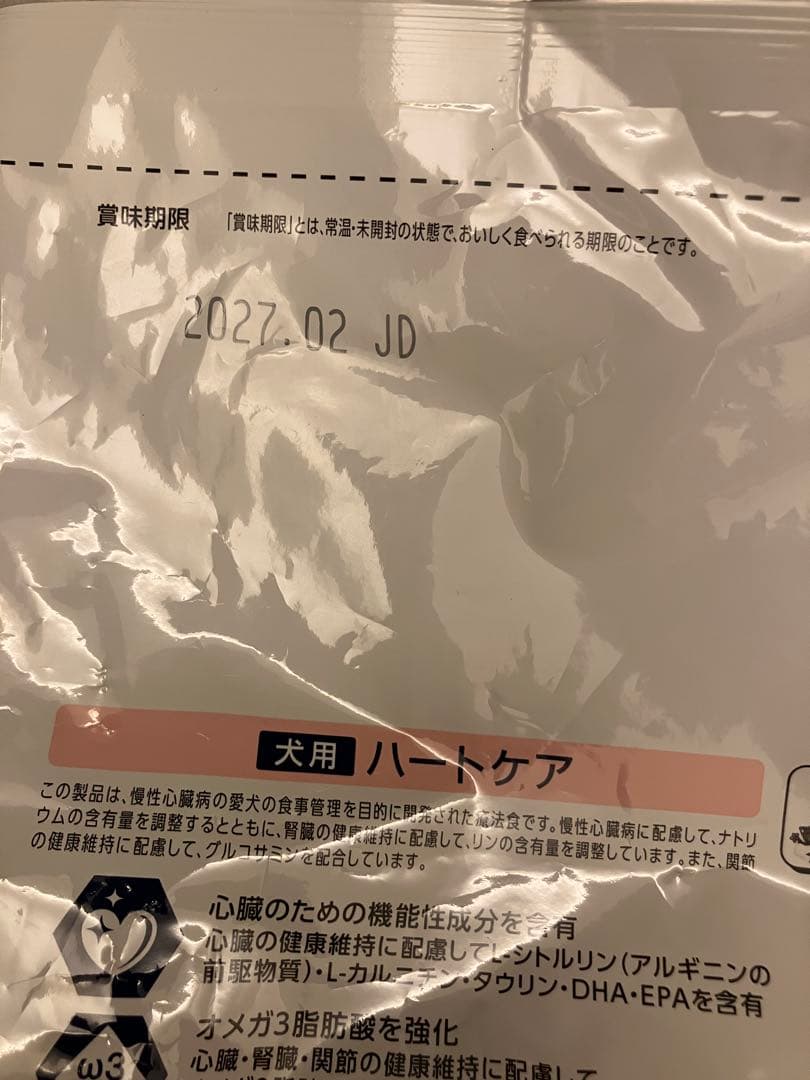 賞味期限 「賞味期限」とは、常温・未開封の状態で、おいしく食べられる期限のことです。
2027.02 JD
犬用 ハートケア
この製品は、慢性心臓病の愛犬の食事管理を目的に開発された療法食です。慢性心臓病に配慮して、ナトリ
ウムの含有量を調整するとともに、腎臓の健康維持に配慮して、リンの含有量を調整しています。また、関節
の健康維持に配慮して、グルコサミンを配合しています。
心臓のための機能性成分を含有
心臓の健康維持に配慮してL-シトルリン(アルギニンの
前駆物質)・L-カルニチン・タウリン・DHA・EPAを含有
オメガ3脂肪酸を強化
ω3
心臓・腎臓・関節の健康維持に配慮して